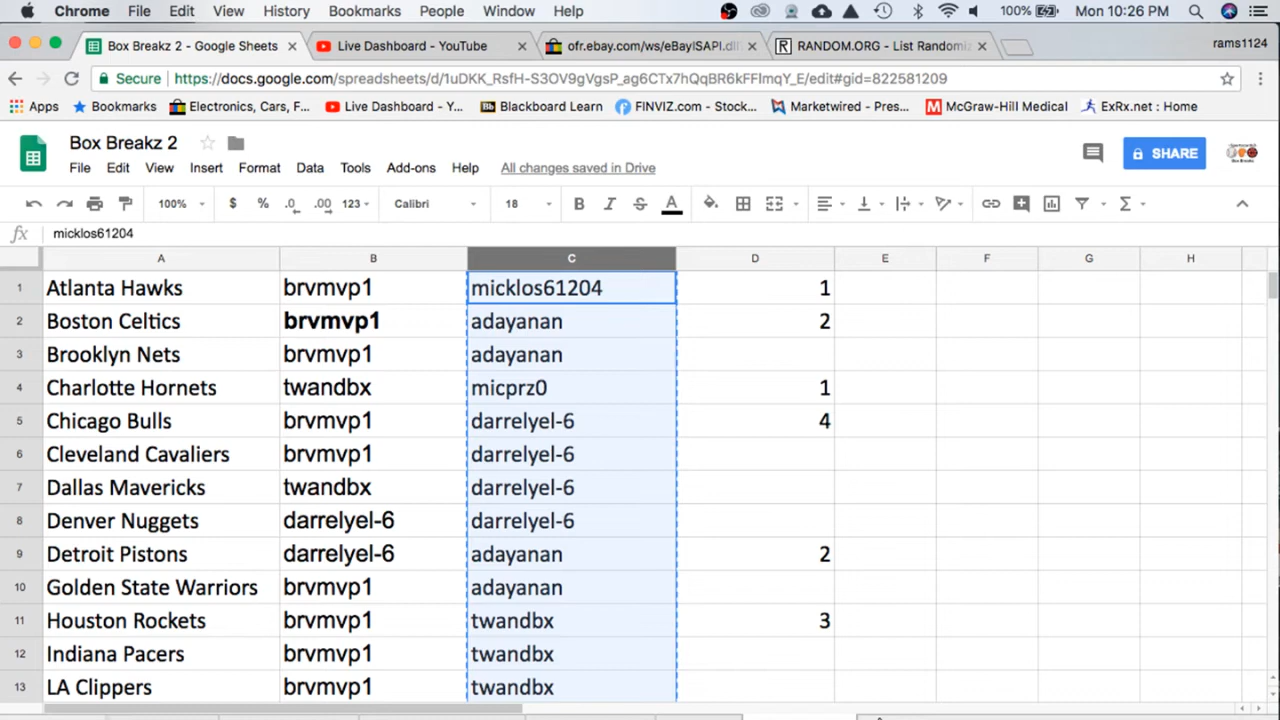 Chrome File Edit View History Bookmarks People Window Help 100% Mon 10:26 PM
Box Breakz 2 - Google Sheets Live Dashboard - YouTube ofr.ebay.com/ws/eBayISAPI.dl RANDOM.ORG - List Randomiz rams1124
Secure https://docs.google.com/spreadsheets/d/1uDKK_RsfH-S3OV9gVgsP_ag6CTx7hQqBR6kFFImqY_E/edit#gid=822581209
Apps Bookmarks Electronics, Cars, F... Live Dashboard - Y... Bb Blackboard Learn FINVIZ.com - Stock... Marketwired - Pres... M McGraw-Hill Medical ExRx.net : Home
Box Breakz 2
File Edit View Insert Format Data Tools Add-ons Help All changes saved in Drive SHARE
100% $ % .0 .00 123 Calibri 18 B I S A
fx micklos61204
A B C D E F G H
1 Atlanta Hawks brvmvp1 micklos61204 1
2 Boston Celtics brvmvp1 adayanan 2
3 Brooklyn Nets brvmvp1 adayanan
4 Charlotte Hornets twandbx micprz0 1
5 Chicago Bulls brvmvp1 darrelyel-6 4
6 Cleveland Cavaliers brvmvp1 darrelyel-6
7 Dallas Mavericks twandbx darrelyel-6
8 Denver Nuggets darrelyel-6 darrelyel-6
9 Detroit Pistons darrelyel-6 adayanan 2
10 Golden State Warriors brvmvp1 adayanan
11 Houston Rockets brvmvp1 twandbx 3
12 Indiana Pacers brvmvp1 twandbx
13 LA Clippers brvmvp1 twandbx